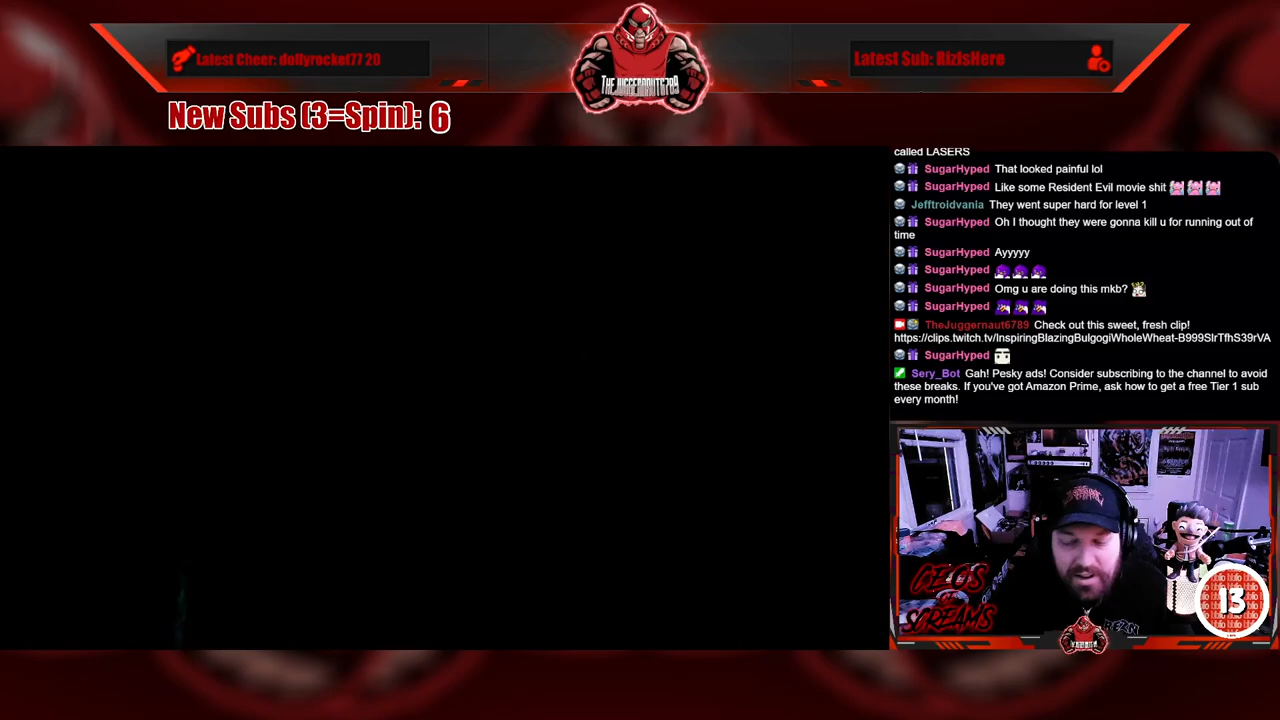 Latest Cheer: dollyrocket77 20
THEJUGGERNAUT6789
Latest Sub: RizIsHere
New Subs (3=Spin): 6
called LASERS
SugarHyped That looked painful lol
SugarHyped Like some Resident Evil movie shit
Jefftroidvania They went super hard for level 1
SugarHyped Oh I thought they were gonna kill u for running out of
time
SugarHyped Ayyyyy
SugarHyped
SugarHyped Omg u are doing this mkb?
SugarHyped
TheJuggernaut6789 Check out this sweet, fresh clip!
https://clips.twitch.tv/InspiringBlazingBulgogiWholeWheat-B999SlrTfhS39rVA
SugarHyped
Sery_Bot Gah! Pesky ads! Consider subscribing to the channel to avoid
these breaks. If you've got Amazon Prime, ask how to get a free Tier 1 sub
every month!
SCREAMS
13